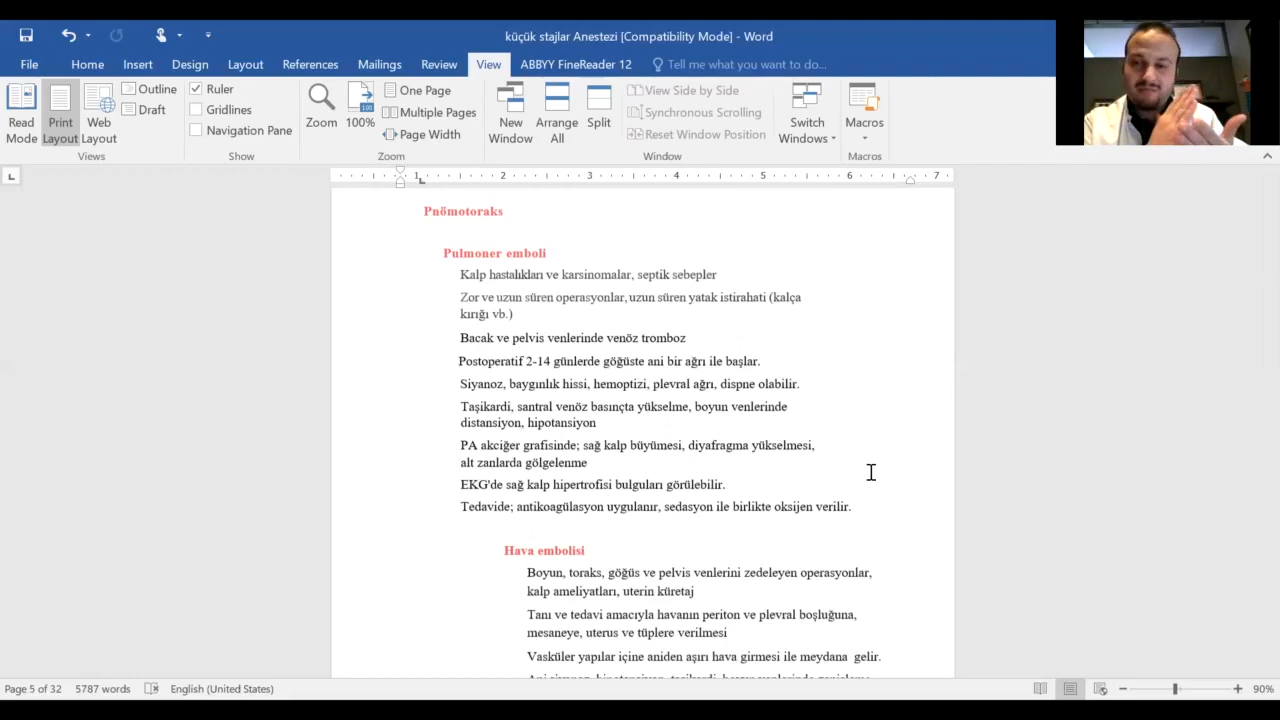 küçük stajlar Anestezi [Compatibility Mode] - Word
File Home Insert Design Layout References Mailings Review View ABBYY FineReader 12 Tell me what you want to do...
Read Mode
Print Layout
Web Layout
Outline
Draft
Views
Ruler
Gridlines
Navigation Pane
Show
Zoom
100
100%
One Page
Multiple Pages
Page Width
Zoom
New Window
Arrange All
Split
View Side by Side
Synchronous Scrolling
Reset Window Position
Window
Switch Windows
Macros
Macros
1 2 3 4 5 6 7
Pnömotoraks
Pulmoner emboli
Kalp hastalıkları ve karsinomalar, septik sebepler
Zor ve uzun süren operasyonlar, uzun süren yatak istirahati (kalça
kırığı vb.)
Bacak ve pelvis venlerinde venöz tromboz
Postoperatif 2-14 günlerde göğüste ani bir ağrı ile başlar.
Siyanoz, baygınlık hissi, hemoptizi, plevral ağrı, dispne olabilir.
Taşikardi, santral venöz basınçta yükselme, boyun venlerinde
distansiyon, hipotansiyon
PA akciğer grafisinde; sağ kalp büyümesi, diyafragma yükselmesi,
alt zanlarda gölgelenme
EKG'de sağ kalp hipertrofisi bulguları görülebilir.
Tedavide; antikoagülasyon uygulanır, sedasyon ile birlikte oksijen verilir.
Hava embolisi
Boyun, toraks, göğüs ve pelvis venlerini zedeleyen operasyonlar,
kalp ameliyatları, uterin küretaj
Tanı ve tedavi amacıyla havanın periton ve plevral boşluğuna,
mesaneye, uterus ve tüplere verilmesi
Vasküler yapılar içine aniden aşırı hava girmesi ile meydana gelir.
Page 5 of 32 5787 words English (United States) 90%